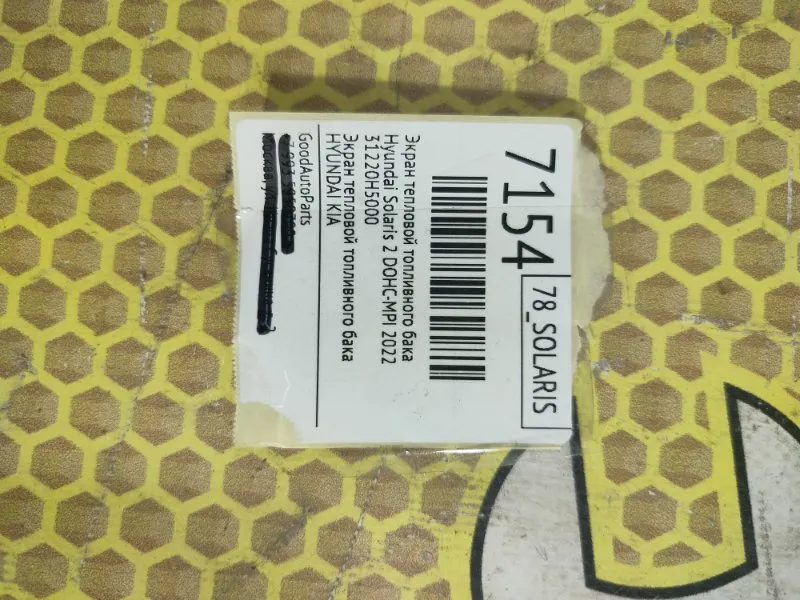 7154
78_SOLARIS
Экран тепловой топливного бака
Hyundai Solaris 2 DOHC-MPI 2022
31220H5000
Экран тепловой топливного бака
HYUNDAI KIA
GoodAutoParts